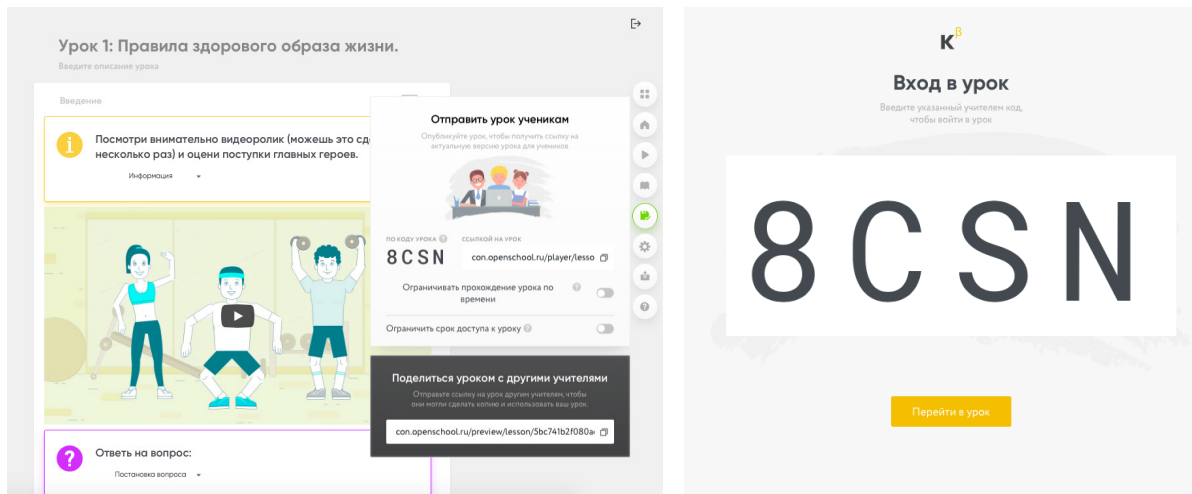 Урок 1: Правила здорового образа жизни.
Введите описание урока
Введение
Посмотри внимательно видеоролик (можешь это сд
несколько раз) и оцени поступки главных героев.
Информация
Ответь на вопрос:
Постановка вопроса
Отправить урок ученикам
Опубликуйте урок, чтобы получить ссылку на
актуальную версию урока для учеников
ПО КОДУ УРОКА ?
ССЫЛКОЙ НА УРОК
8CSN
con.openschool.ru/player/lesso
Ограничивать прохождение урока по
времени
Ограничить срок доступа к уроку ?
Поделиться уроком с другими учителями
Отправьте ссылку на урок другим учителям, чтобы
они могли сделать копию и использовать ваш урок.
con.openschool.ru/preview/lesson/5bc741b2f080a
Кβ
Вход в урок
Введите указанный учителем код,
чтобы войти в урок
8CSN
Перейти в урок